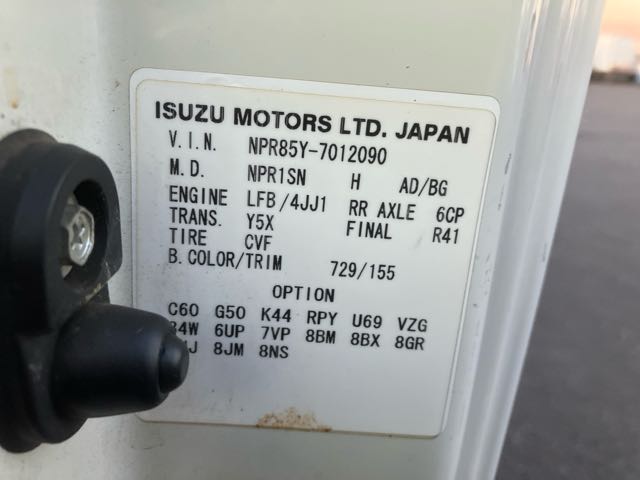 ISUZU MOTORS LTD. JAPAN
V.I.N. NPR85Y-7012090
M.D. NPR1SN H AD/BG
ENGINE LFB/4JJ1 RR AXLE 6CP
TRANS. Y5X FINAL R41
TIRE CVF
B.COLOR/TRIM 729/155
OPTION
C60 G50 K44 RPY U69 VZG
6UP 7VP 8BM 8BX 8GR
8JM 8NS